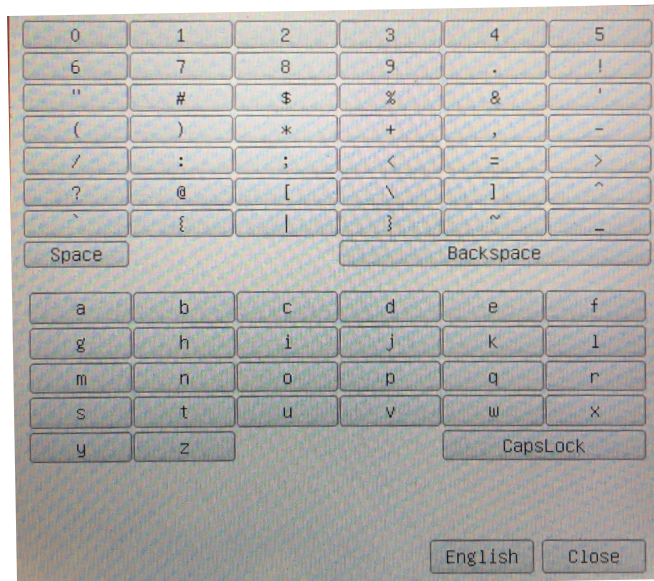 0 1 2 3 4 5
6 7 8 9 . !
" # $ % & '
( ) * + , -
/ : ; < = >
? @ [ \ ] ^
` { | } ~ _
Space Backspace
a b c d e f
g h i j k l
m n o p q r
s t u v w x
y z CapsLock
English Close